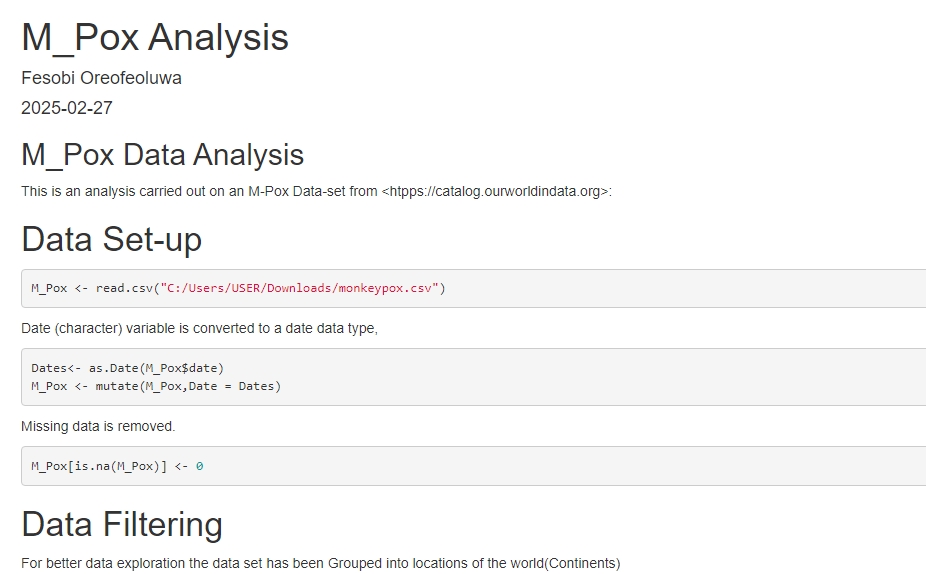 M_Pox Analysis
Fesobi Oreofeoluwa
2025-02-27
M_Pox Data Analysis
This is an analysis carried out on an M-Pox Data-set from <htpps://catalog.ourworldindata.org>:
Data Set-up
M_Pox <- read.csv("C:/Users/USER/Downloads/monkeypox.csv")
Date (character) variable is converted to a date data type,
Dates<- as.Date(M_Pox$date)
M_Pox <- mutate(M_Pox,Date = Dates)
Missing data is removed.
M_Pox[is.na(M_Pox)] <- 0
Data Filtering
For better data exploration the data set has been Grouped into locations of the world(Continents)